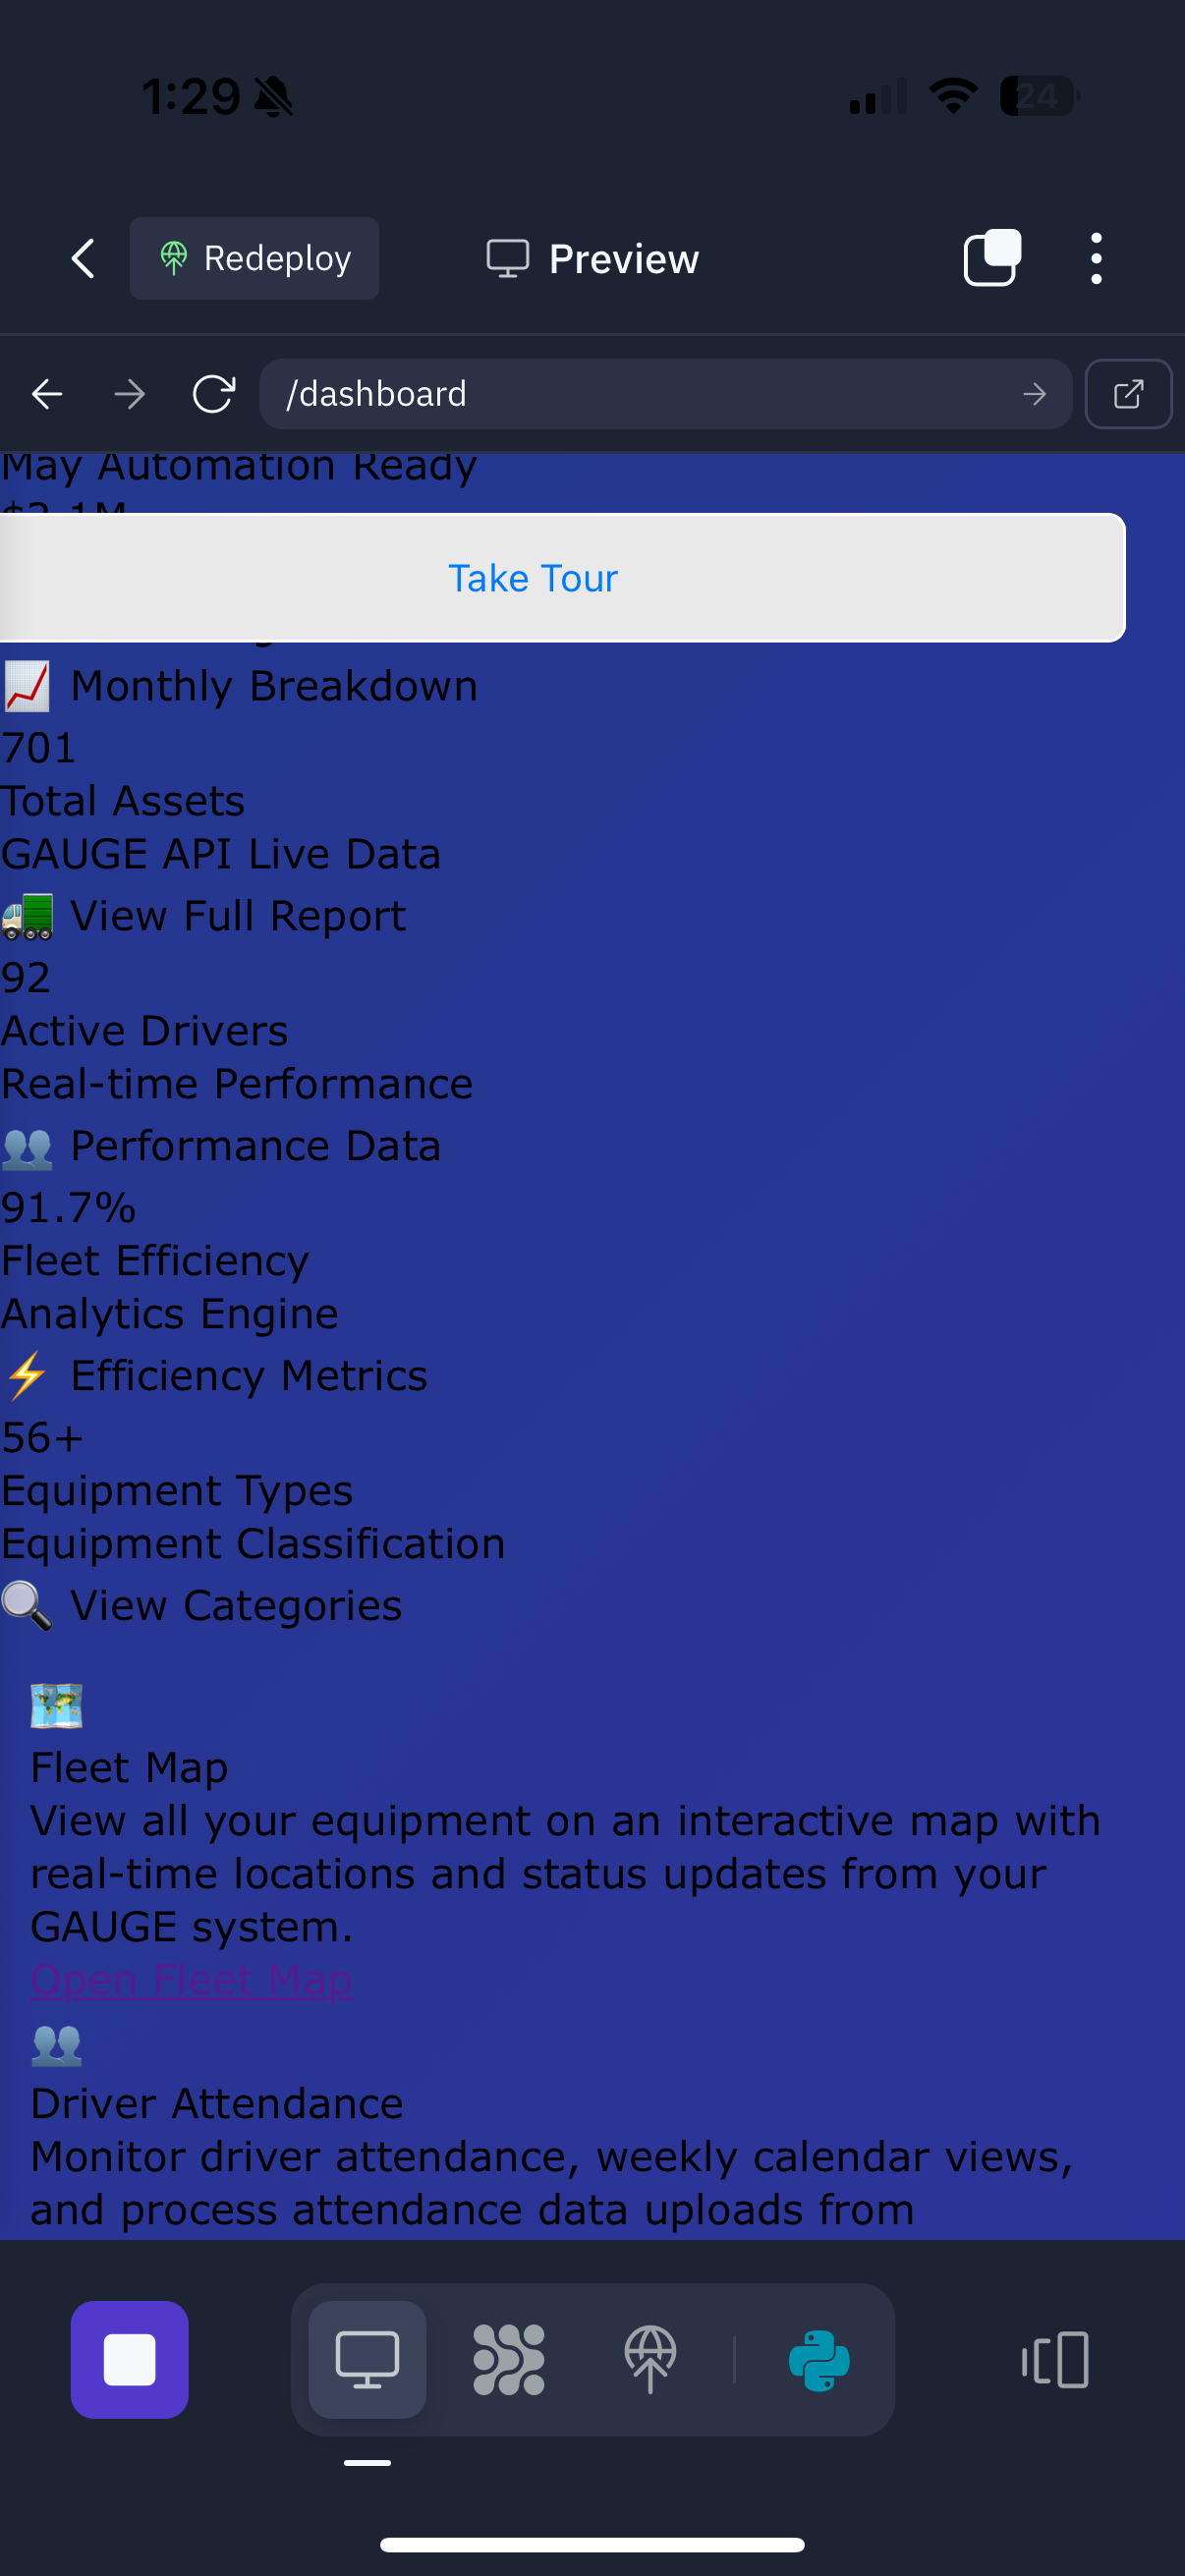 1:29
24
Redeploy
Preview
/dashboard
May Automation Ready
$2.1M
Take Tour
Monthly Breakdown
701
Total Assets
GAUGE API Live Data
View Full Report
92
Active Drivers
Real-time Performance
Performance Data
91.7%
Fleet Efficiency
Analytics Engine
Efficiency Metrics
56+
Equipment Types
Equipment Classification
View Categories
Fleet Map
View all your equipment on an interactive map with
real-time locations and status updates from your
GAUGE system.
Open Fleet Map
Driver Attendance
Monitor driver attendance, weekly calendar views,
and process attendance data uploads from